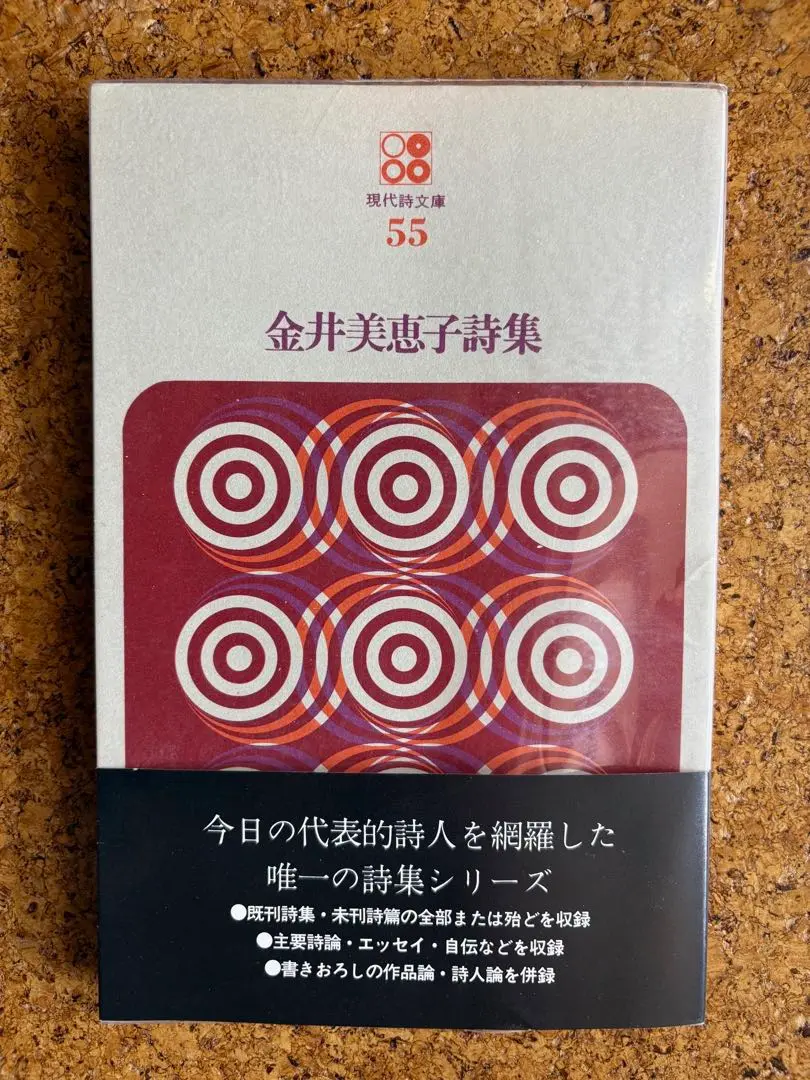 現代詩文庫
55
金井美恵子詩集
今日の代表的詩人を網羅した
唯一の詩集シリーズ
●既刊詩集・未刊詩篇の全部または殆どを収録
●主要詩論・エッセイ・自伝などを収録
●書きおろしの作品論・詩人論を併録